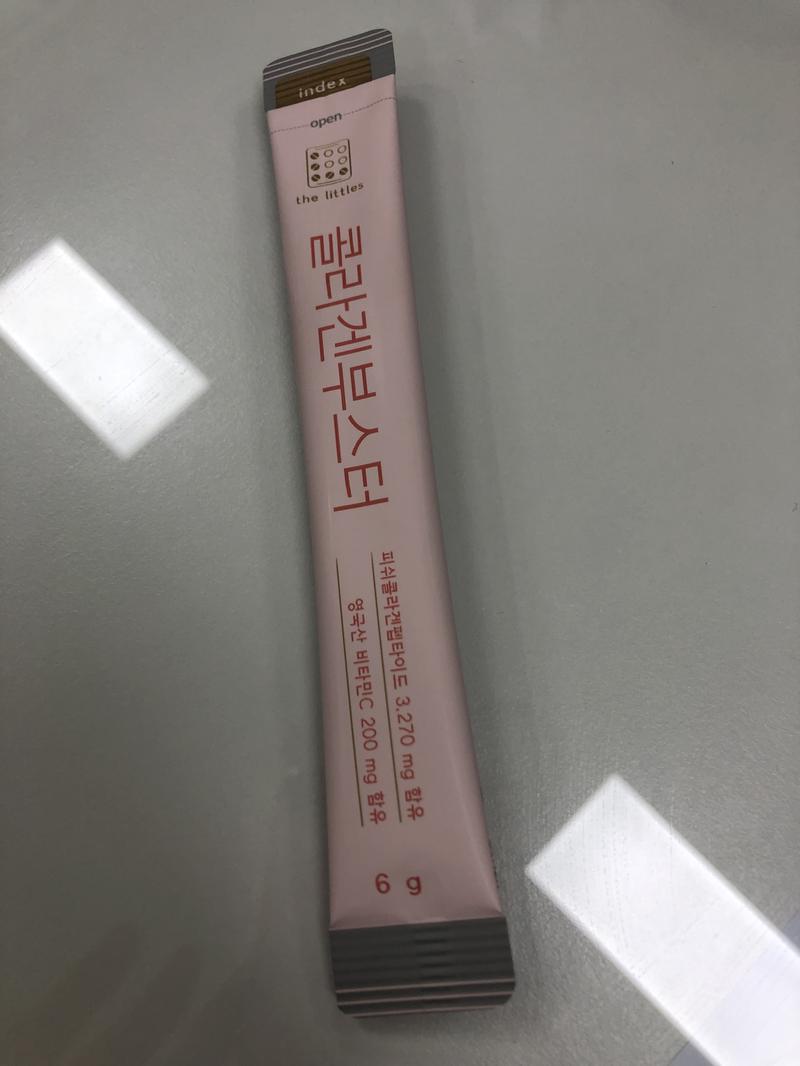 index
open
the littles
콜라겐부스터
피쉬콜라겐펩타이드 3,270 mg 함유
영국산 비타민C 200 mg 함유
6 g